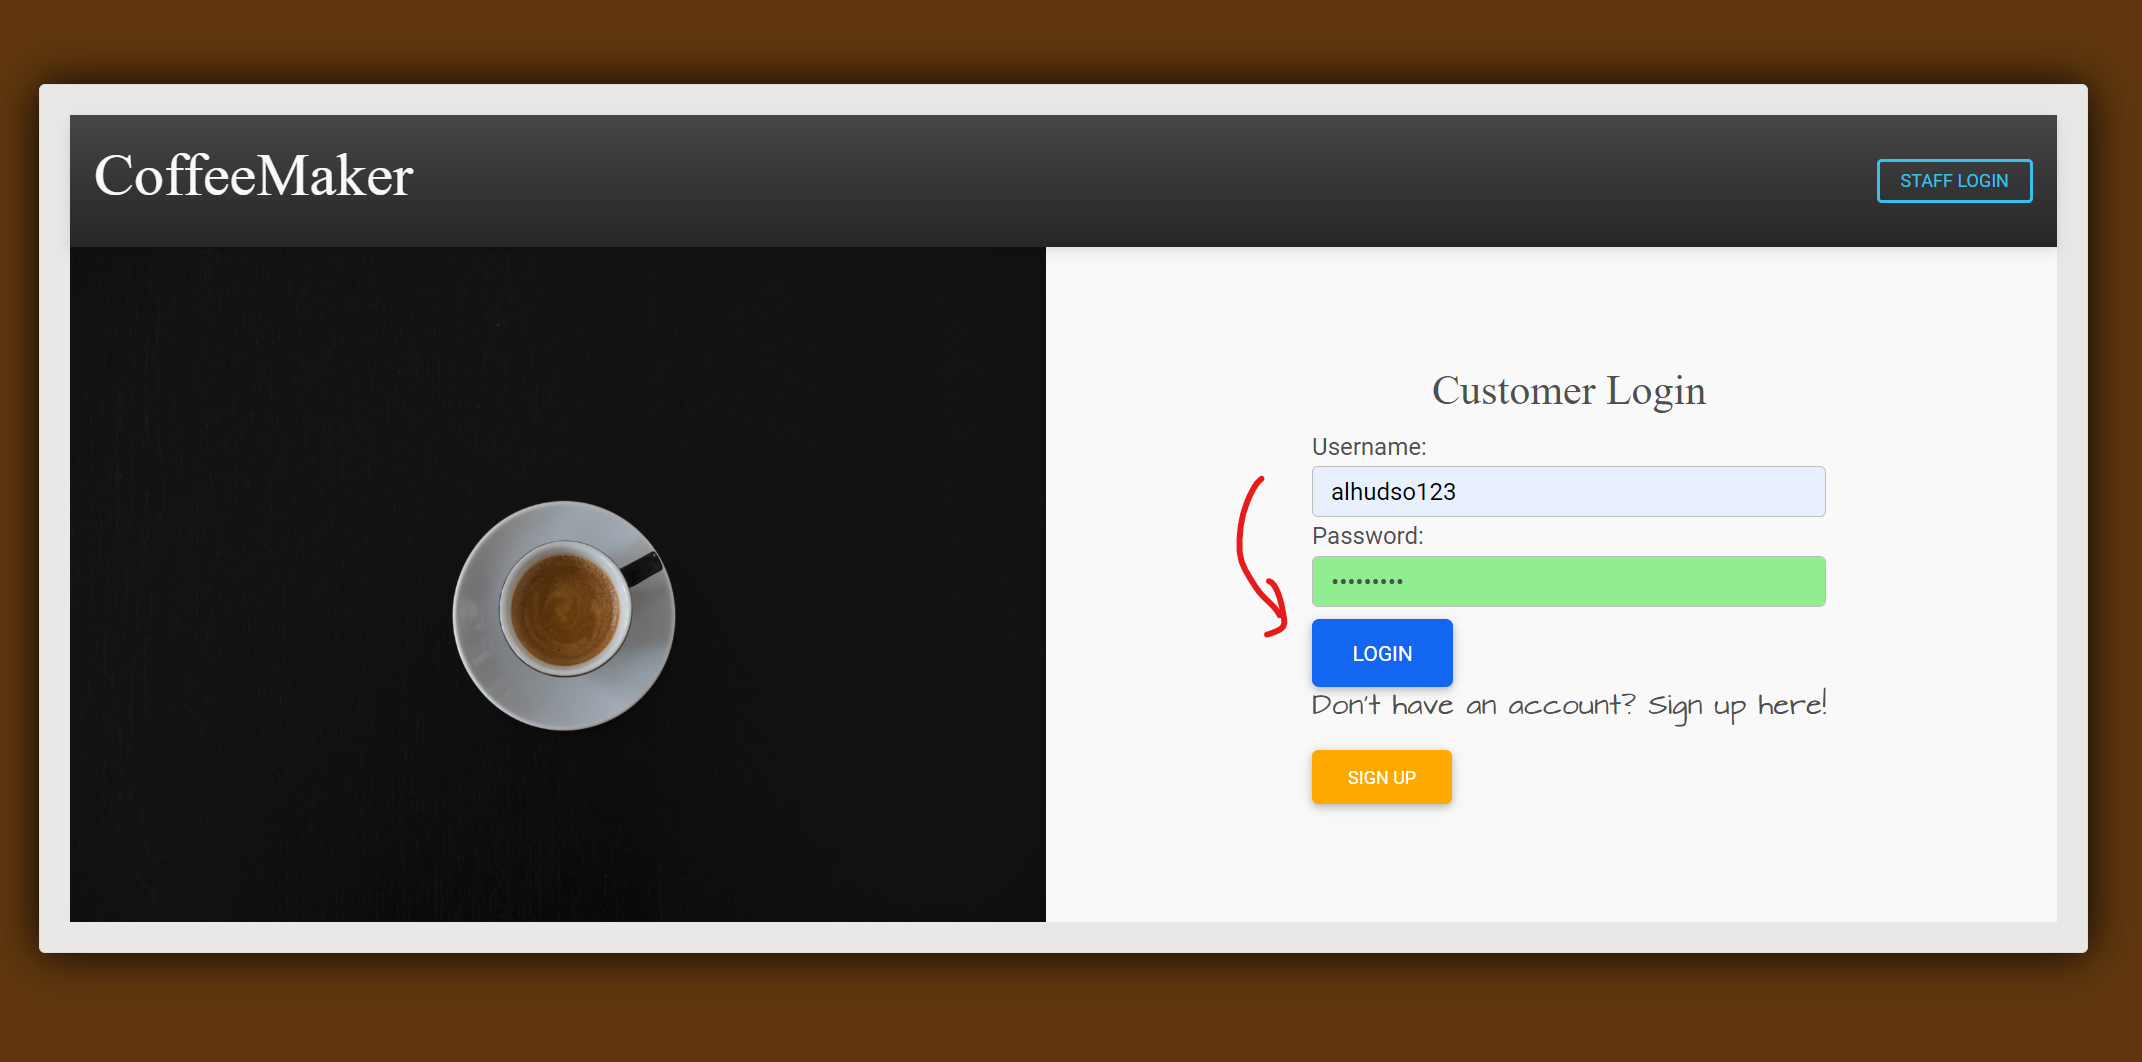 CoffeeMaker
STAFF LOGIN
Customer Login
Username:
alhudso123
Password:
•••••••••
LOGIN
Don't have an account? Sign up here!
SIGN UP